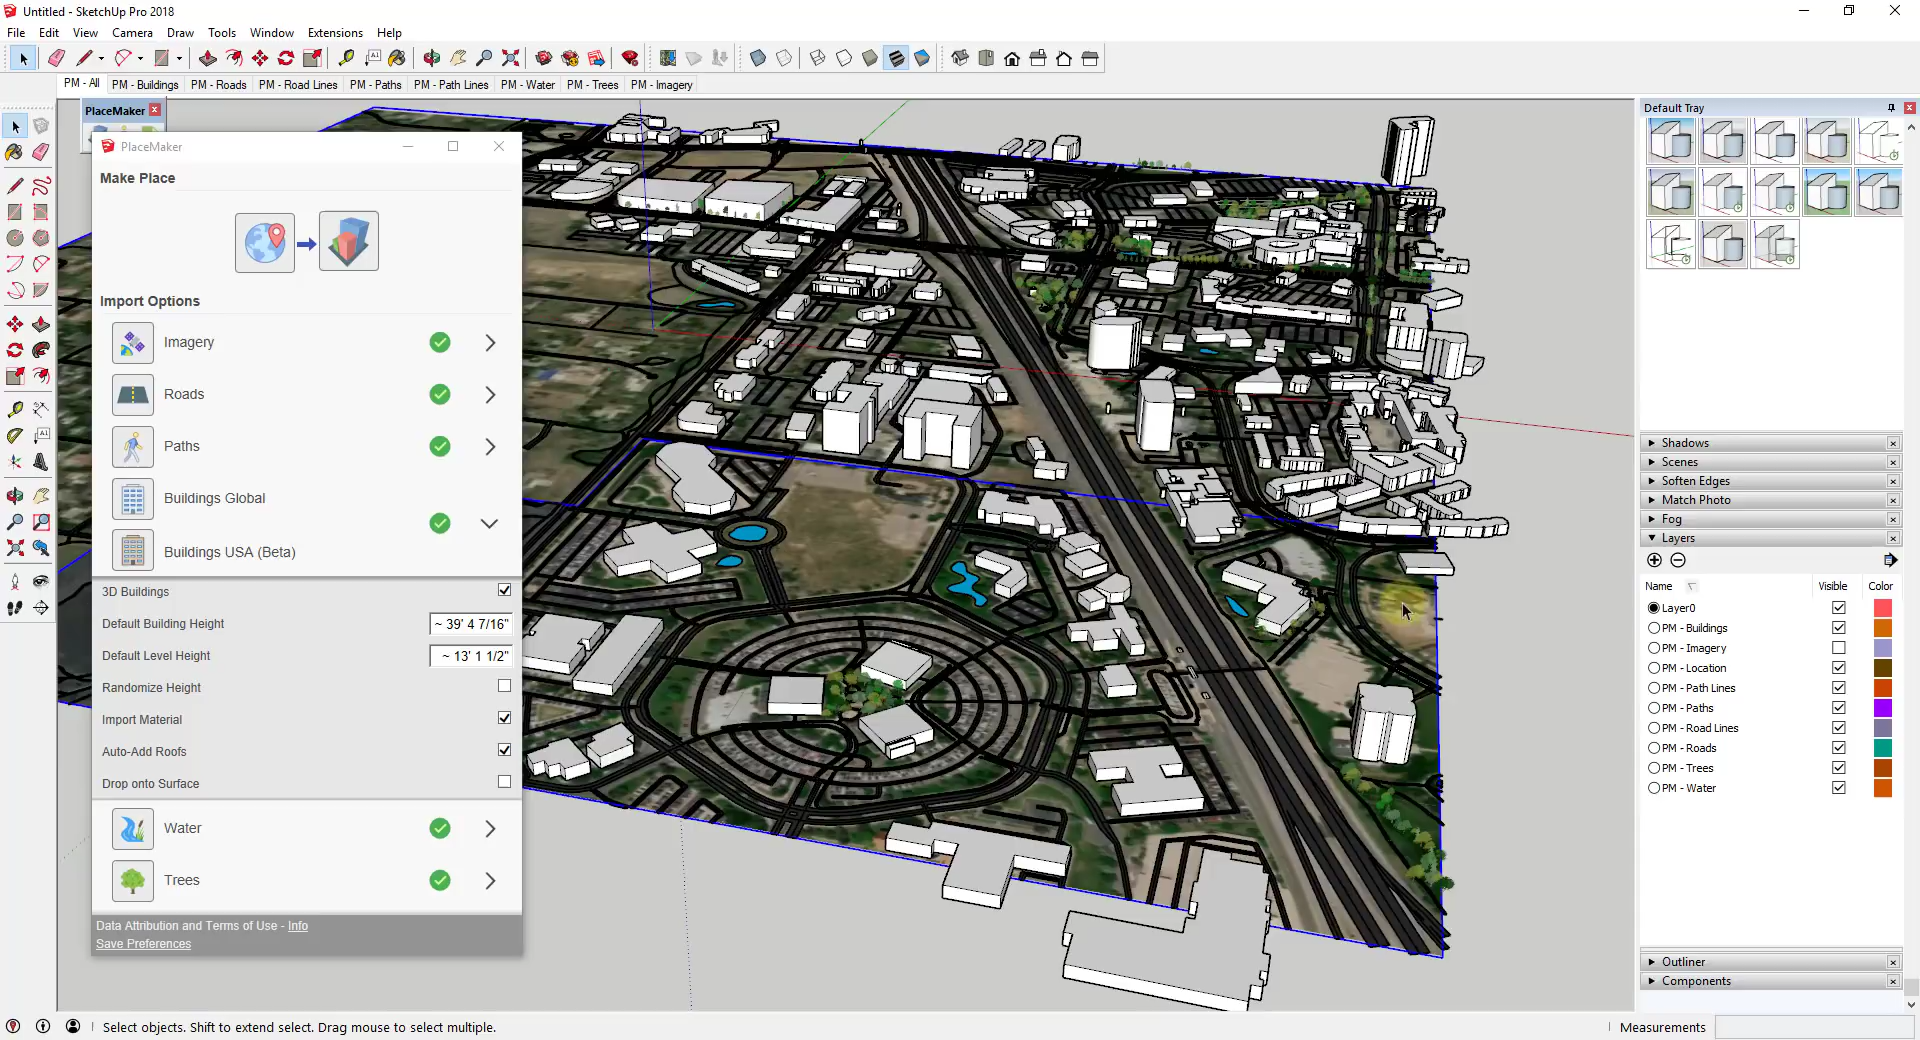 Untitled - SketchUp Pro 2018
File Edit View Camera Draw Tools Window Extensions Help
PM - All PM - Buildings PM - Roads PM - Road Lines PM - Paths PM - Path Lines PM - Water PM - Trees PM - Imagery
PlaceMaker
PlaceMaker
Make Place
Import Options
Imagery
Roads
Paths
Buildings Global
Buildings USA (Beta)
3D Buildings
Default Building Height ~ 39' 4 7/16"
Default Level Height ~ 13' 1 1/2"
Randomize Height
Import Material
Auto-Add Roofs
Drop onto Surface
Water
Trees
Data Attribution and Terms of Use - Info
Save Preferences
Default Tray
Shadows
Scenes
Soften Edges
Match Photo
Fog
Layers
Name Visible Color
Layer0
PM - Buildings
PM - Imagery
PM - Location
PM - Path Lines
PM - Paths
PM - Road Lines
PM - Roads
PM - Trees
PM - Water
Outliner
Components
Select objects. Shift to extend select. Drag mouse to select multiple.
Measurements